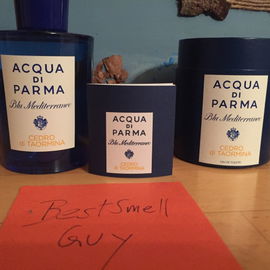 ACQUA
DI
PARMA
Blu Mediterraneo
CEDRO
DI TAORMINA
ACQUA
DI
PARMA
Blu Mediterraneo
CEDRO
DI TAORMINA
ACQUA
DI
PARMA
Blu Mediterraneo
CEDRO
DI TAORMINA
BestSmell
Guy